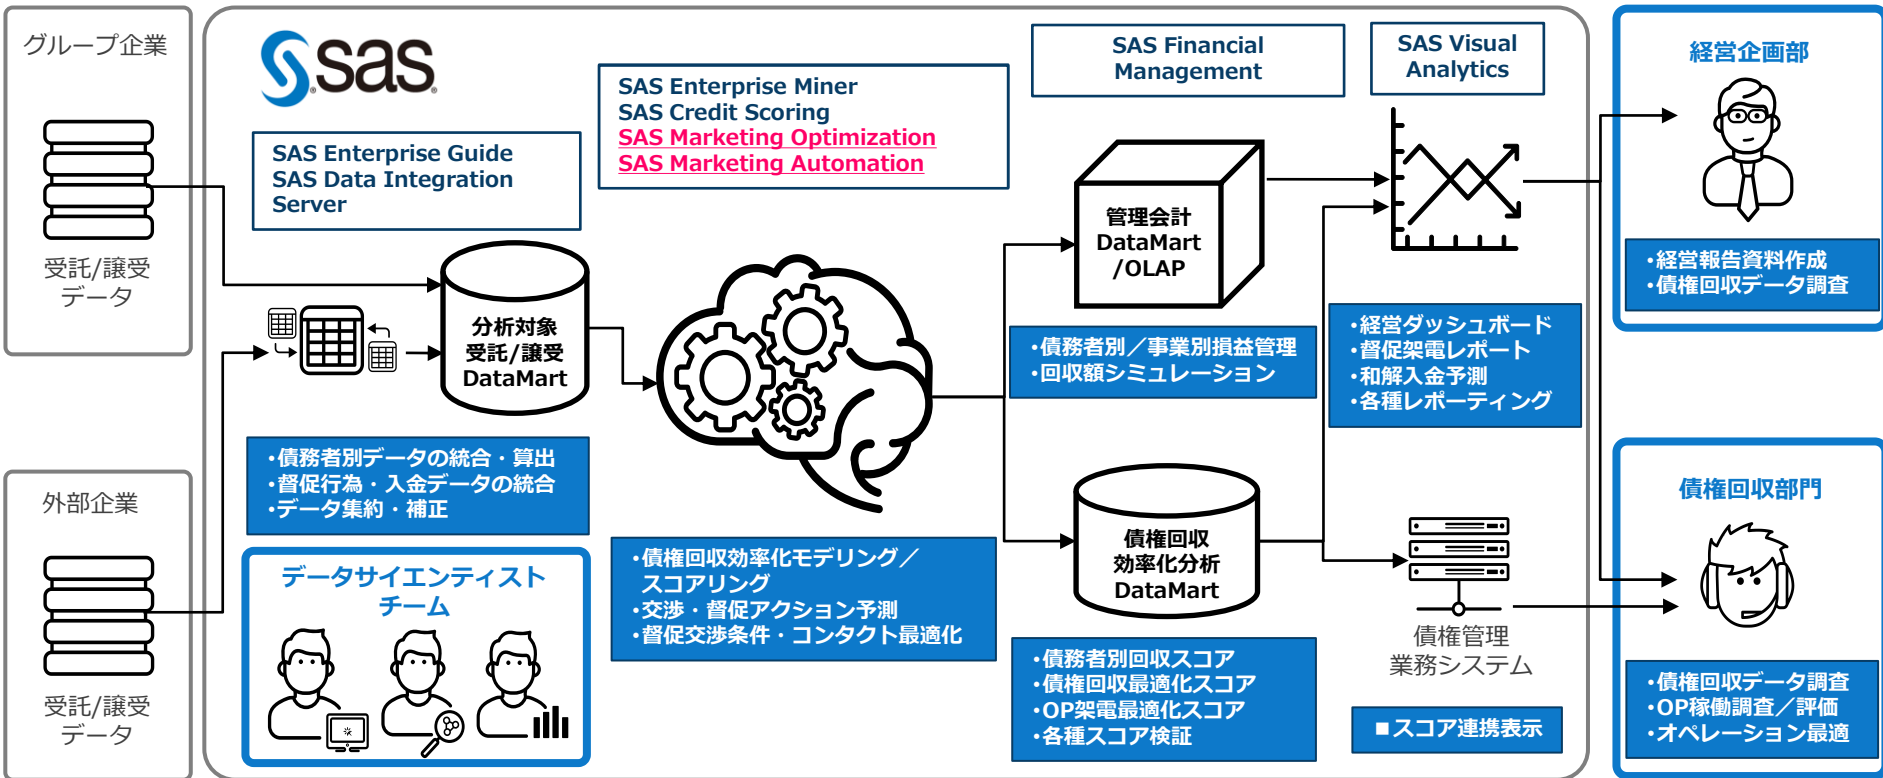 グループ企業
受託/譲受
データ
外部企業
受託/譲受
データ
sas
SAS Enterprise Guide
SAS Data Integration
Server
分析対象
受託/譲受
DataMart
・債務者別データの統合・算出
・督促行為・入金データの統合
・データ集約・補正
データサイエンティスト
チーム
SAS Enterprise Miner
SAS Credit Scoring
SAS Marketing Optimization
SAS Marketing Automation
・債権回収効率化モデリング／
スコアリング
・交渉・督促アクション予測
・督促交渉条件・コンタクト最適化
SAS Financial
Management
管理会計
DataMart
/OLAP
・債務者別／事業別損益管理
・回収額シミュレーション
債権回収
効率化分析
DataMart
・債務者別回収スコア
・債権回収最適化スコア
・OP架電最適化スコア
・各種スコア検証
SAS Visual
Analytics
・経営ダッシュボード
・督促架電レポート
・和解入金予測
・各種レポーティング
債権管理
業務システム
■スコア連携表示
経営企画部
・経営報告資料作成
・債権回収データ調査
債権回収部門
・債権回収データ調査
・OP稼働調査／評価
・オペレーション最適